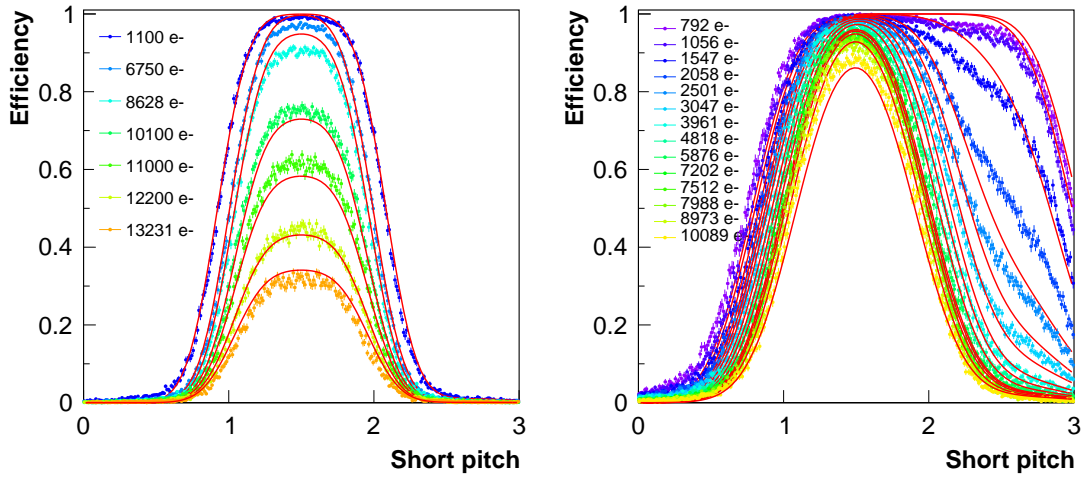 Efficiency
1
0.8
0.6
0.4
0.2
0
0 1 2 3
Short pitch
1100 e-
6750 e-
8628 e-
10100 e-
11000 e-
12200 e-
13231 e-
Efficiency
1
0.8
0.6
0.4
0.2
0
0 1 2 3
Short pitch
792 e-
1056 e-
1547 e-
2058 e-
2501 e-
3047 e-
3961 e-
4818 e-
5876 e-
7202 e-
7512 e-
7988 e-
8973 e-
10089 e-